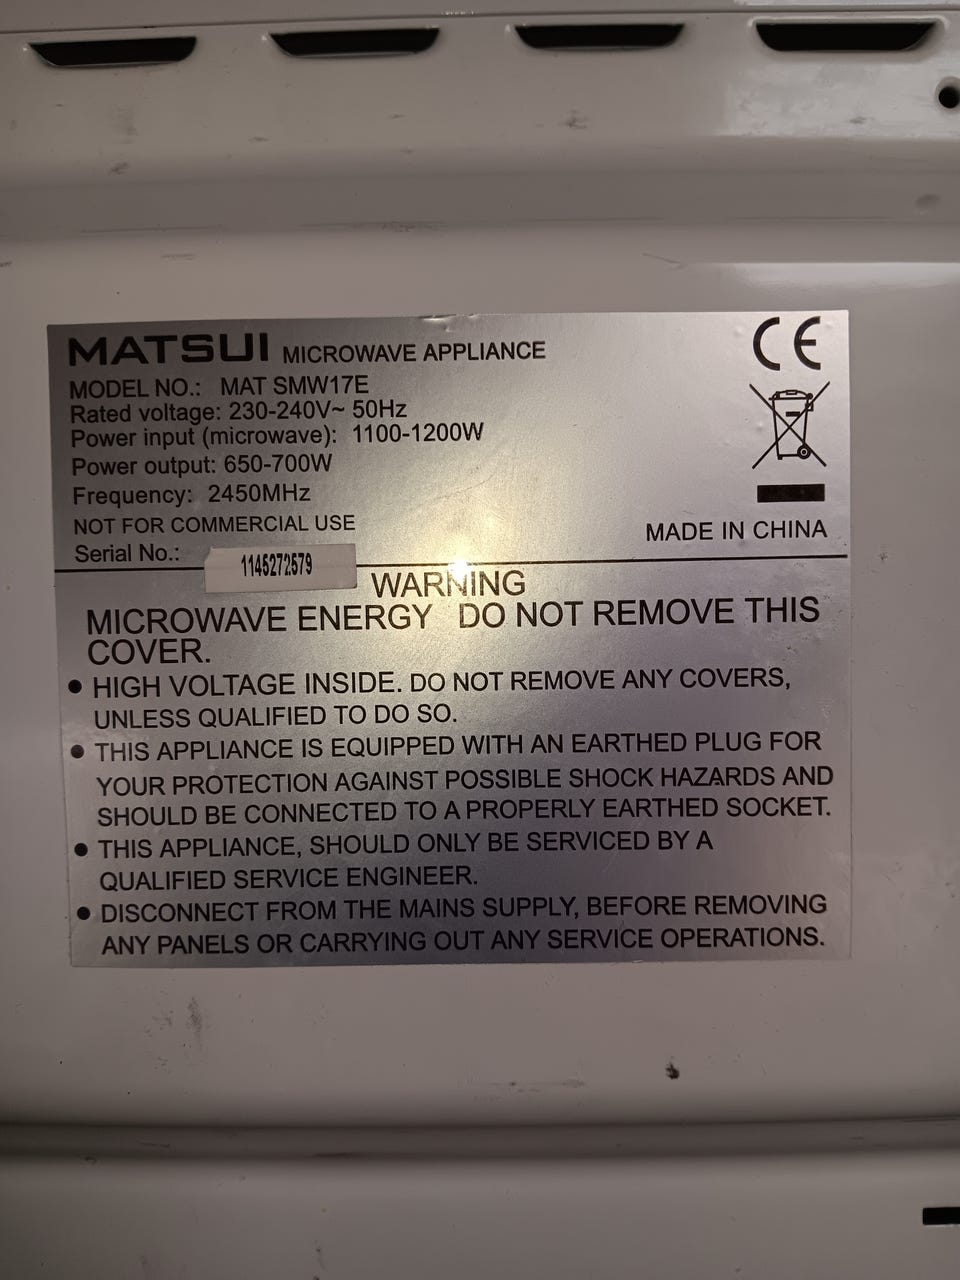 MATSUI MICROWAVE APPLIANCE
MODEL NO.: MAT SMW17E
Rated voltage: 230-240V~ 50Hz
Power input (microwave): 1100-1200W
Power output: 650-700W
Frequency: 2450MHz
NOT FOR COMMERCIAL USE
Serial No.: 1145272579
CE
MADE IN CHINA
WARNING
MICROWAVE ENERGY DO NOT REMOVE THIS
COVER.
● HIGH VOLTAGE INSIDE. DO NOT REMOVE ANY COVERS,
UNLESS QUALIFIED TO DO SO.
● THIS APPLIANCE IS EQUIPPED WITH AN EARTHED PLUG FOR
YOUR PROTECTION AGAINST POSSIBLE SHOCK HAZARDS AND
SHOULD BE CONNECTED TO A PROPERLY EARTHED SOCKET.
● THIS APPLIANCE, SHOULD ONLY BE SERVICED BY A
QUALIFIED SERVICE ENGINEER.
● DISCONNECT FROM THE MAINS SUPPLY, BEFORE REMOVING
ANY PANELS OR CARRYING OUT ANY SERVICE OPERATIONS.